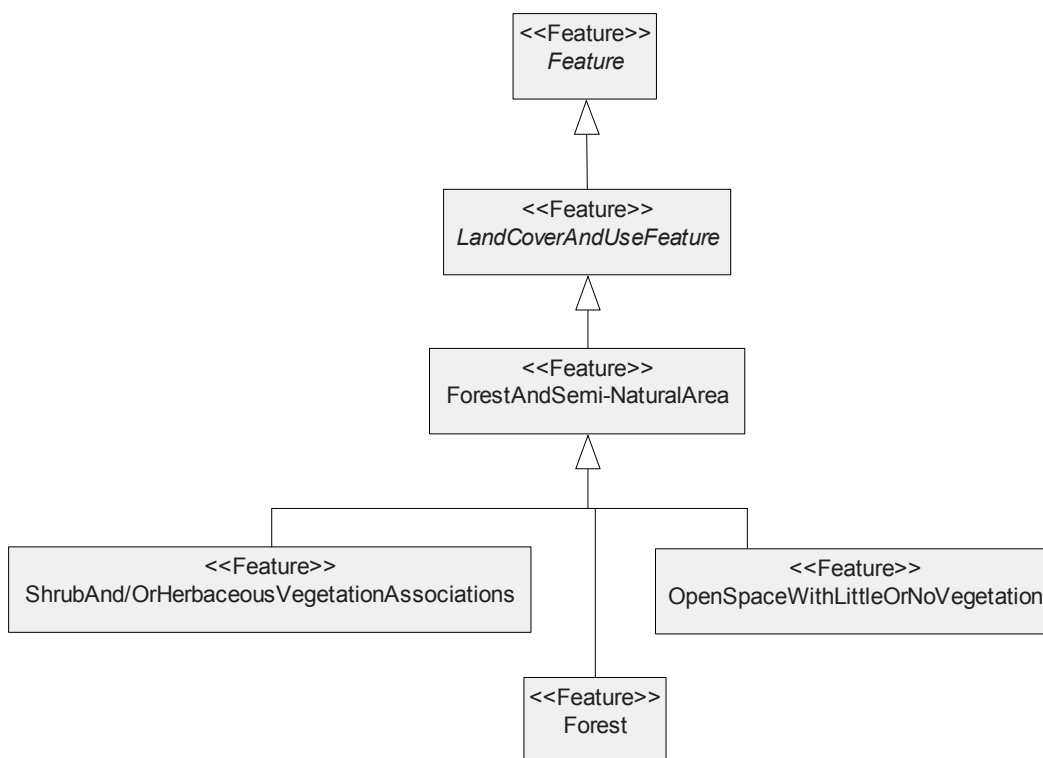 <<Feature>>
Feature
<<Feature>>
LandCoverAndUseFeature
<<Feature>>
ForestAndSemi-NaturalArea
<<Feature>>
ShrubAnd/OrHerbaceousVegetationAssociations
<<Feature>>
OpenSpaceWithLittleOrNoVegetation
<<Feature>>
Forest